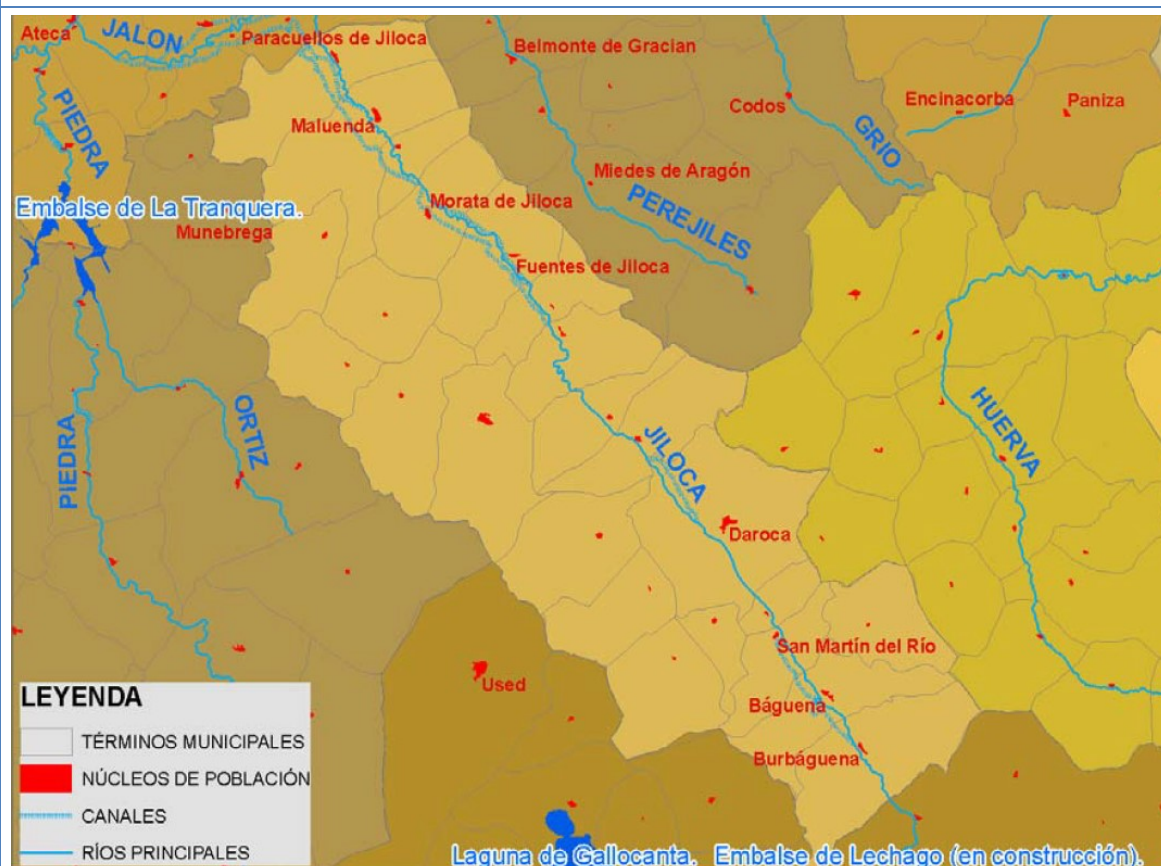 Ateca
JALON
Paracuellos de Jiloca
Belmonte de Gracian
PIEDRA
Maluenda
Codos
Encinacorba
Paniza
GRIO
Miedes de Aragón
Embalse de La Tranquera.
Morata de Jiloca
PEREJILES
Munebrega
Fuentes de Jiloca
ORTIZ
PIEDRA
JILOCA
HUERVA
Daroca
San Martín del Río
Used
Báguena
Burbáguena
LEYENDA
TÉRMINOS MUNICIPALES
NÚCLEOS DE POBLACIÓN
CANALES
RÍOS PRINCIPALES
Laguna de Gallocanta.
Embalse de Lechago (en construcción).